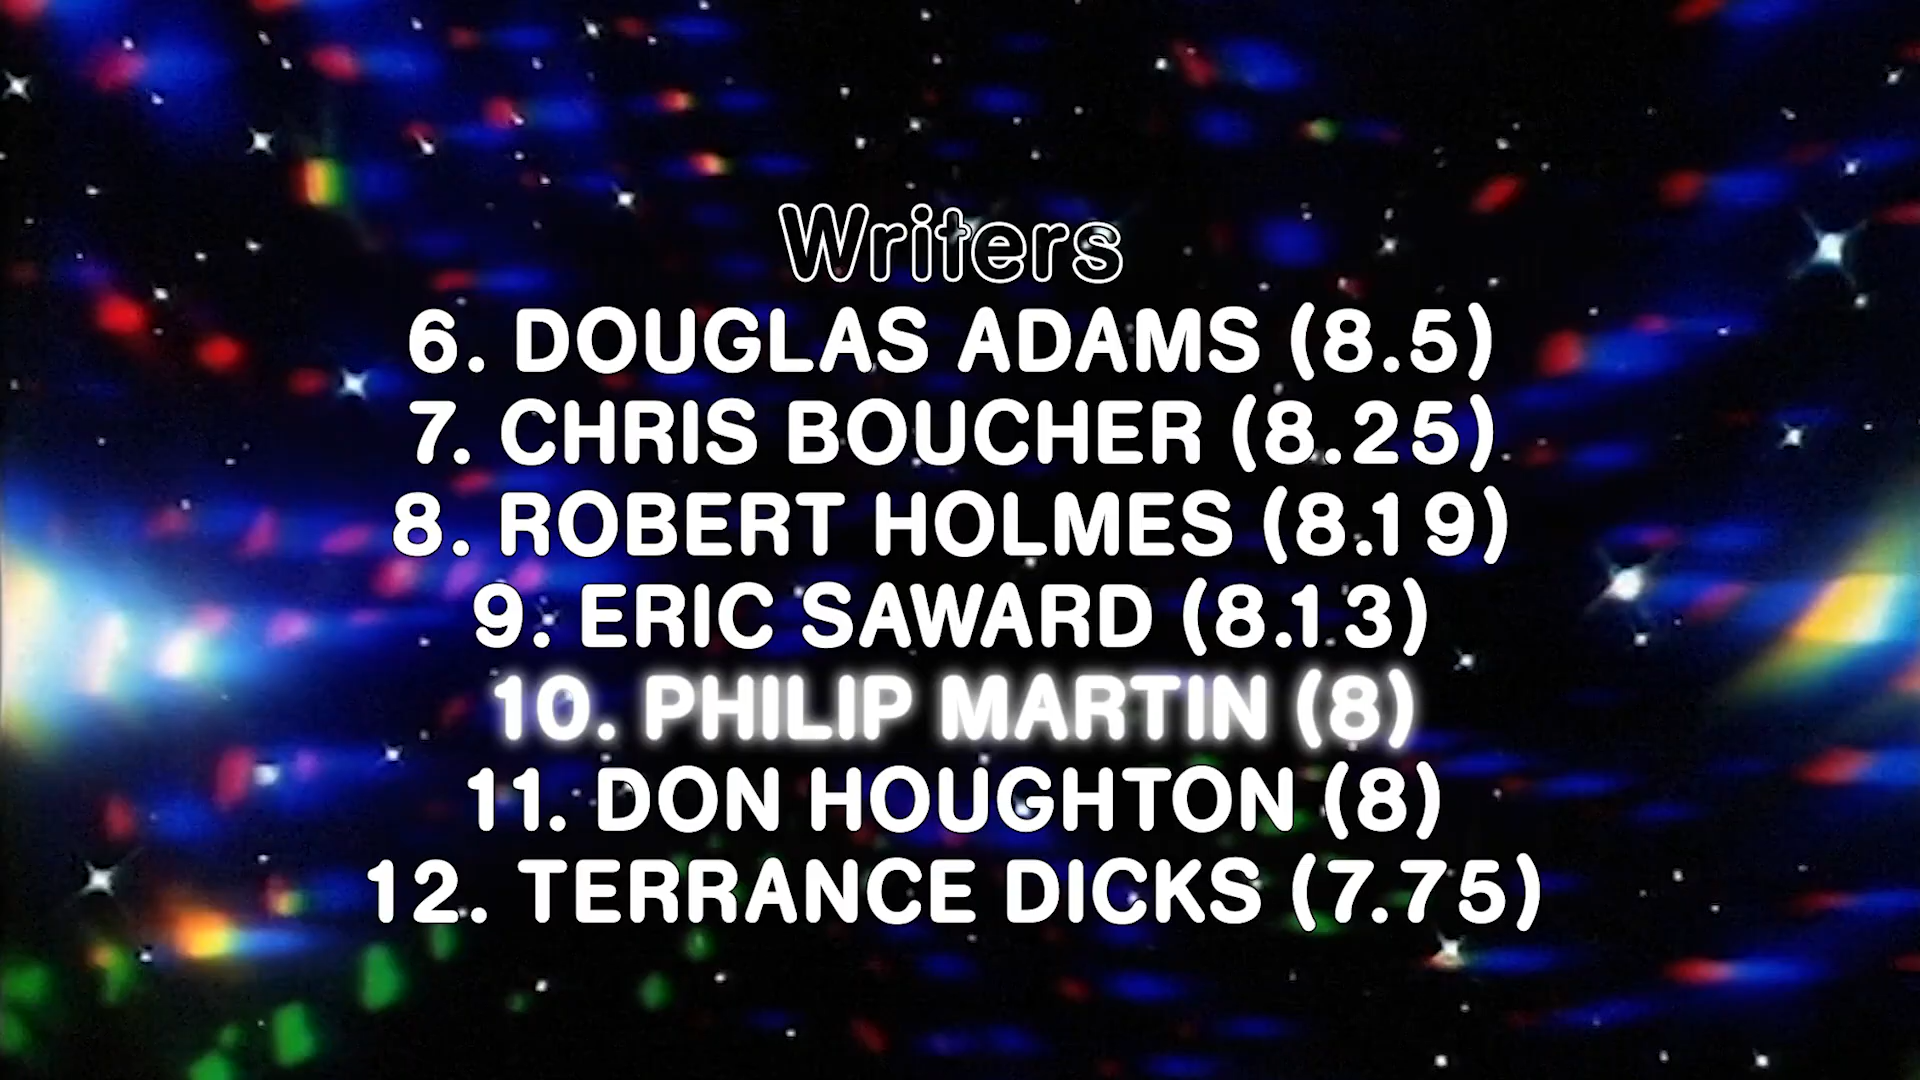 Writers
6. DOUGLAS ADAMS (8.5)
7. CHRIS BOUCHER (8.25)
8. ROBERT HOLMES (8.19)
9. ERIC SAWARD (8.13)
10. PHILIP MARTIN (8)
11. DON HOUGHTON (8)
12. TERRANCE DICKS (7.75)